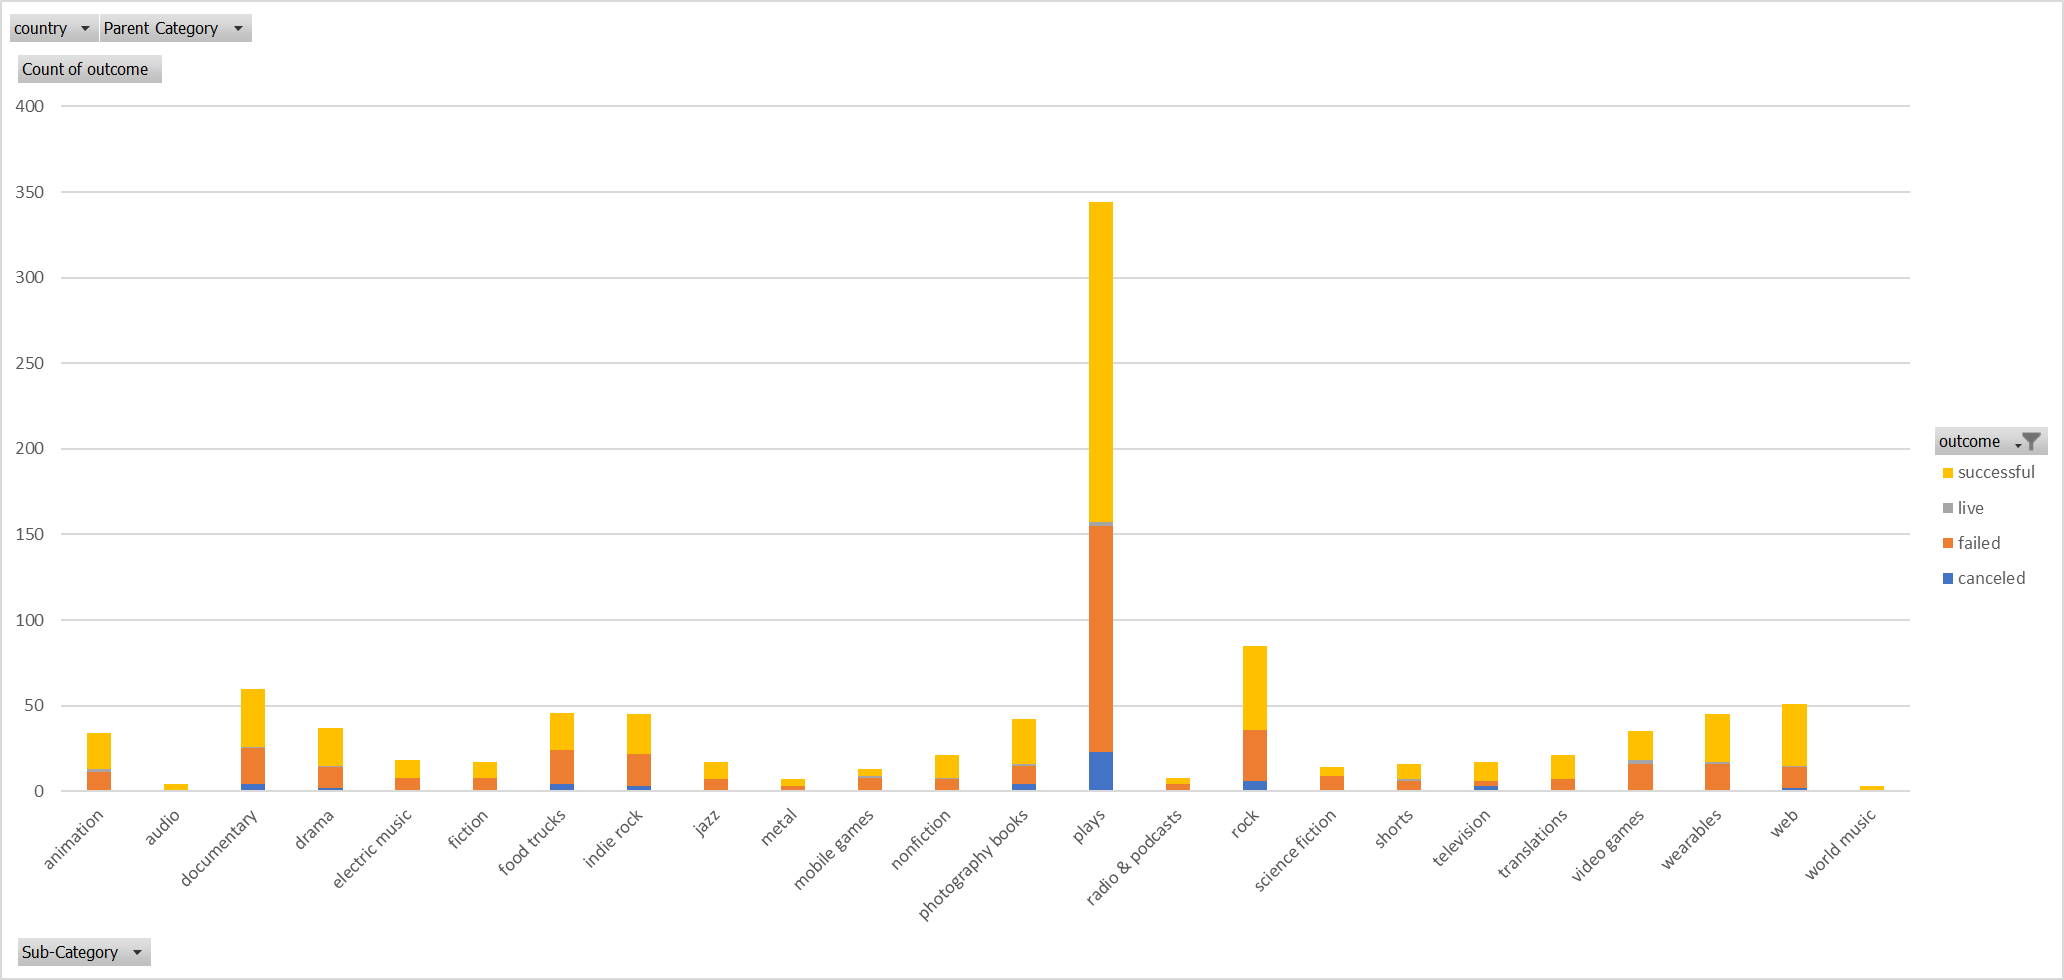 country
Parent Category
Count of outcome
400
350
300
250
200
150
100
50
0
animation
audio
documentary
drama
electric music
fiction
food trucks
indie rock
jazz
metal
mobile games
nonfiction
photography books
plays
radio & podcasts
rock
science fiction
shorts
television
translations
video games
wearables
web
world music
outcome
successful
live
failed
canceled
Sub-Category